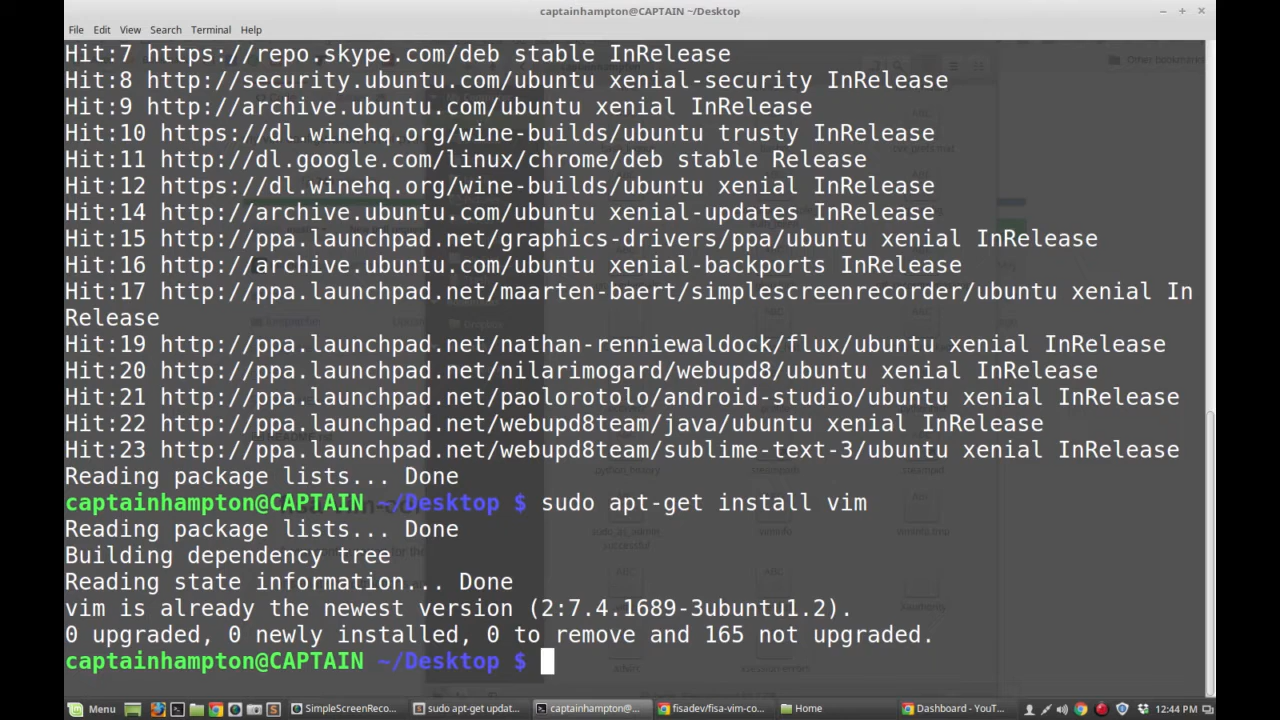 captainhampton@CAPTAIN ~/Desktop
File Edit View Search Terminal Help
Other bookmarks
Hit:7 https://repo.skype.com/deb stable InRelease
Hit:8 http://security.ubuntu.com/ubuntu xenial-security InRelease
Hit:9 http://archive.ubuntu.com/ubuntu xenial InRelease
Hit:10 https://dl.winehq.org/wine-builds/ubuntu trusty InRelease
Hit:11 http://dl.google.com/linux/chrome/deb stable Release
Hit:12 https://dl.winehq.org/wine-builds/ubuntu xenial InRelease
Hit:14 http://archive.ubuntu.com/ubuntu xenial-updates InRelease
Hit:15 http://ppa.launchpad.net/graphics-drivers/ppa/ubuntu xenial InRelease
Hit:16 http://archive.ubuntu.com/ubuntu xenial-backports InRelease
Hit:17 http://ppa.launchpad.net/maarten-baert/simplescreenrecorder/ubuntu xenial In
Release
Hit:19 http://ppa.launchpad.net/nathan-renniewaldock/flux/ubuntu xenial InRelease
Hit:20 http://ppa.launchpad.net/nilarimogard/webupd8/ubuntu xenial InRelease
Hit:21 http://ppa.launchpad.net/paolorotolo/android-studio/ubuntu xenial InRelease
Hit:22 http://ppa.launchpad.net/webupd8team/java/ubuntu xenial InRelease
Hit:23 http://ppa.launchpad.net/webupd8team/sublime-text-3/ubuntu xenial InRelease
Reading package lists... Done
captainhampton@CAPTAIN ~/Desktop $ sudo apt-get install vim
Reading package lists... Done
Building dependency tree
Reading state information... Done
vim is already the newest version (2:7.4.1689-3ubuntu1.2).
0 upgraded, 0 newly installed, 0 to remove and 165 not upgraded.
captainhampton@CAPTAIN ~/Desktop $
Menu SimpleScreenReco... sudo apt-get updat... captainhampton@... fisadev/fisa-vim-co... Home Dashboard - YouT... 12:44 PM